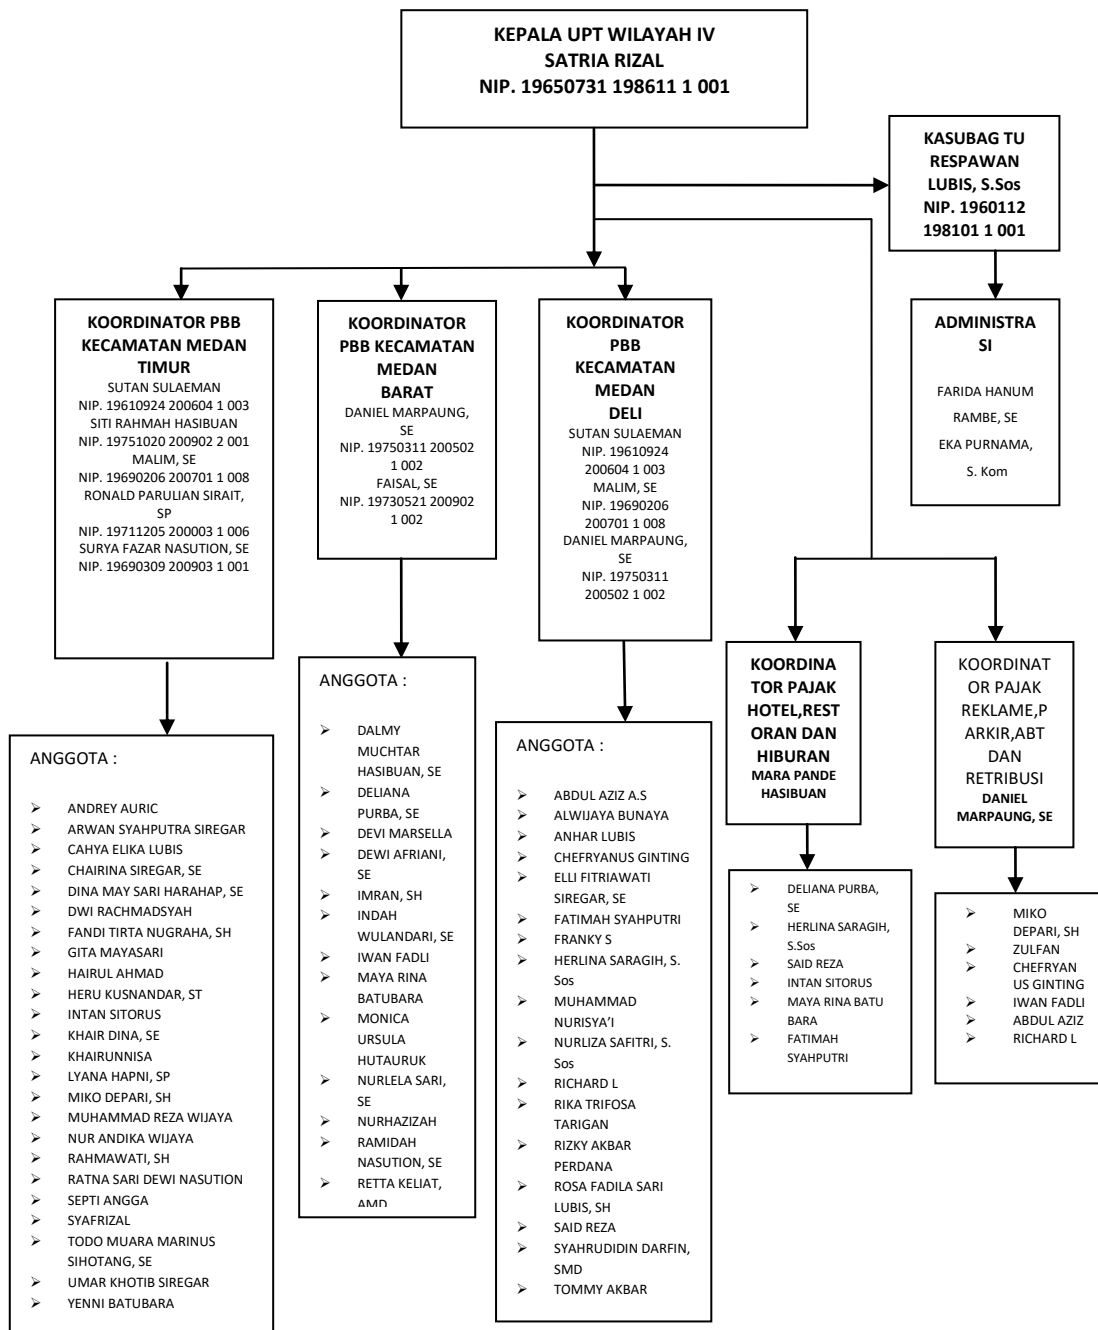 KEPALA UPT WILAYAH IV
SATRIA RIZAL
NIP. 19650731 198611 1 001
KASUBAG TU
RESPAWAN
LUBIS, S.Sos
NIP. 1960112
198101 1 001
KOORDINATOR PBB
KECAMATAN MEDAN
TIMUR
SUTAN SULAEMAN
NIP. 19610924 200604 1 003
SITI RAHMAH HASIBUAN
NIP. 19751020 200902 2 001
MALIM, SE
NIP. 19690206 200701 1 008
RONALD PARULIAN SIRAIT,
SP
NIP. 19711205 200003 1 006
SURYA FAZAR NASUTION, SE
NIP. 19690309 200903 1 001
KOORDINATOR
PBB KECAMATAN
MEDAN
BARAT
DANIEL MARPAUNG,
SE
NIP. 19750311 200502
1 002
FAISAL, SE
NIP. 19730521 200902
1 002
KOORDINATOR
PBB
KECAMATAN
MEDAN
DELI
SUTAN SULAEMAN
NIP. 19610924
200604 1 003
MALIM, SE
NIP. 19690206
200701 1 008
DANIEL MARPAUNG,
SE
NIP. 19750311
200502 1 002
ADMINISTRA
SI
FARIDA HANUM
RAMBE, SE
EKA PURNAMA,
S. Kom
KOORDINA
TOR PAJAK
HOTEL,REST
ORAN DAN
HIBURAN
MARA PANDE
HASIBUAN
KOORDINAT
OR PAJAK
REKLAME,P
ARKIR,ABT
DAN
RETRIBUSI
DANIEL
MARPAUNG, SE
ANGGOTA :
➢ ANDREY AURIC
➢ ARWAN SYAHPUTRA SIREGAR
➢ CAHYA ELIKA LUBIS
➢ CHAIRINA SIREGAR, SE
➢ DINA MAY SARI HARAHAP, SE
➢ DWI RACHMADSYAH
➢ FANDI TIRTA NUGRAHA, SH
➢ GITA MAYASARI
➢ HAIRUL AHMAD
➢ HERU KUSNANDAR, ST
➢ INTAN SITORUS
➢ KHAIR DINA, SE
➢ KHAIRUNNISA
➢ LYANA HAPNI, SP
➢ MIKO DEPARI, SH
➢ MUHAMMAD REZA WIJAYA
➢ NUR ANDIKA WIJAYA
➢ RAHMAWATI, SH
➢ RATNA SARI DEWI NASUTION
➢ SEPTI ANGGA
➢ SYAFRIZAL
➢ TODO MUARA MARINUS
SIHOTANG, SE
➢ UMAR KHOTIB SIREGAR
➢ YENNI BATUBARA
ANGGOTA :
➢ DALMY
MUCHTAR
HASIBUAN, SE
➢ DELIANA
PURBA, SE
➢ DEVI MARSELLA
➢ DEWI AFRIANI,
SE
➢ IMRAN, SH
➢ INDAH
WULANDARI, SE
➢ IWAN FADLI
➢ MAYA RINA
BATUBARA
➢ MONICA
URSULA
HUTAURUK
➢ NURLELA SARI,
SE
➢ NURHAZIZAH
➢ RAMIDAH
NASUTION, SE
➢ RETTA KELIAT,
AMD
ANGGOTA :
➢ ABDUL AZIZ A.S
➢ ALWIJAYA BUNAYA
➢ ANHAR LUBIS
➢ CHEFRYANUS GINTING
➢ ELLI FITRIAWATI
SIREGAR, SE
➢ FATIMAH SYAHPUTRI
➢ FRANKY S
➢ HERLINA SARAGIH, S.
Sos
➢ MUHAMMAD
NURISYA’I
➢ NURLIZA SAFITRI, S.
Sos
➢ RICHARD L
➢ RIKA TRIFOSA
TARIGAN
➢ RIZKY AKBAR
PERDANA
➢ ROSA FADILA SARI
LUBIS, SH
➢ SAID REZA
➢ SYAHRUDIDIN DARFIN,
SMD
➢ TOMMY AKBAR
➢ DELIANA PURBA,
SE
➢ HERLINA SARAGIH,
S.Sos
➢ SAID REZA
➢ INTAN SITORUS
➢ MAYA RINA BATU
BARA
➢ FATIMAH
SYAHPUTRI
➢ MIKO
DEPARI, SH
➢ ZULFAN
➢ CHEFRYAN
US GINTING
➢ IWAN FADLI
➢ ABDUL AZIZ
➢ RICHARD L